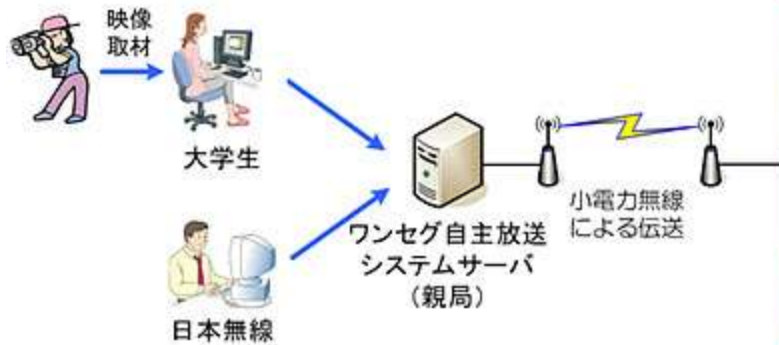 映像
取材
大学生
日本無線
ワンセグ自主放送
システムサーバ
（親局）
小電力無線
による伝送